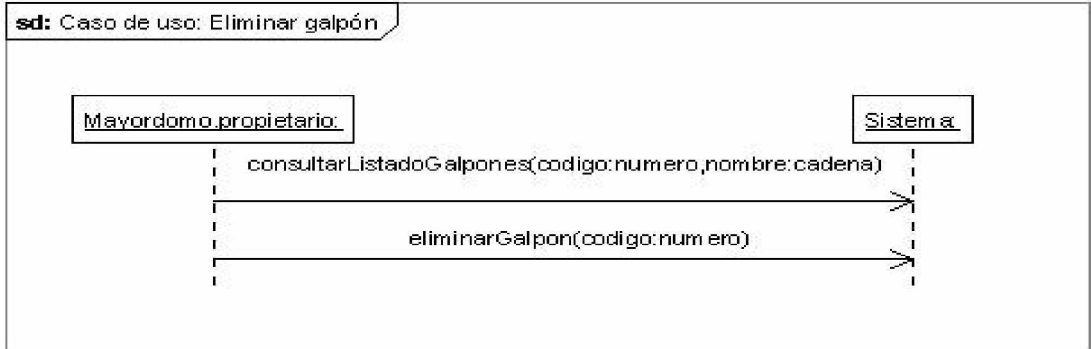 sd: Caso de uso: Eliminar galpón
Mayordomo,propietario:
Sistema:
consultarListadoGalpones(codigo:numero,nombre:cadena)
eliminarGalpon(codigo:numero)